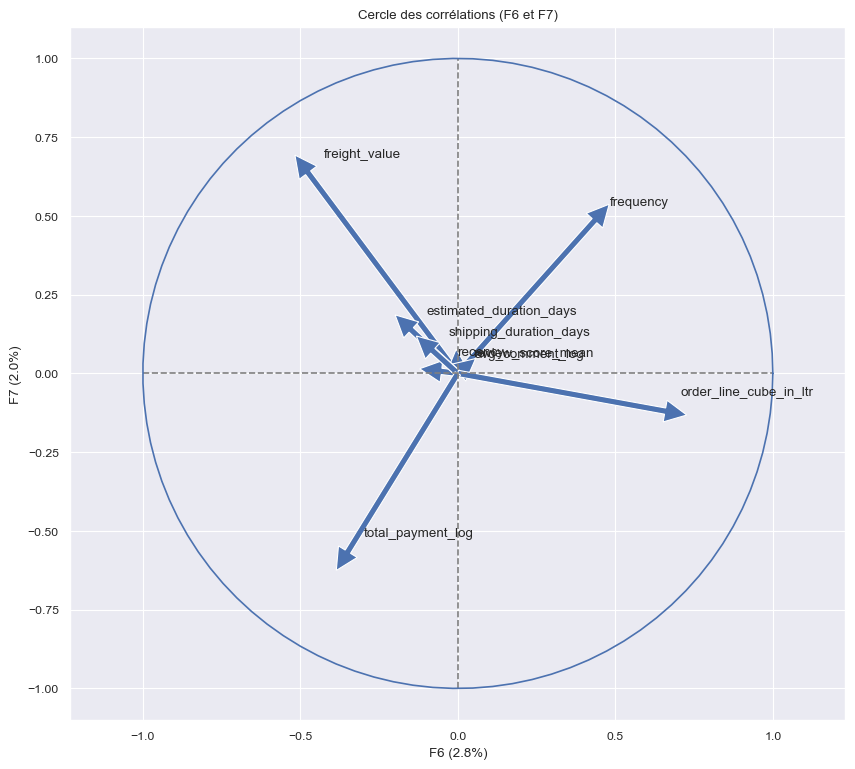 Cercle des corrélations (F6 et F7)
1.00
0.75
freight_value
0.50
frequency
0.25
estimated_duration_days
shipping_duration_days
0.00
order_line_cube_in_ltr
−0.25
−0.50
total_payment_log
−0.75
−1.00
−1.0
−0.5
0.0
0.5
1.0
F6 (2.8%)
F7 (2.0%)